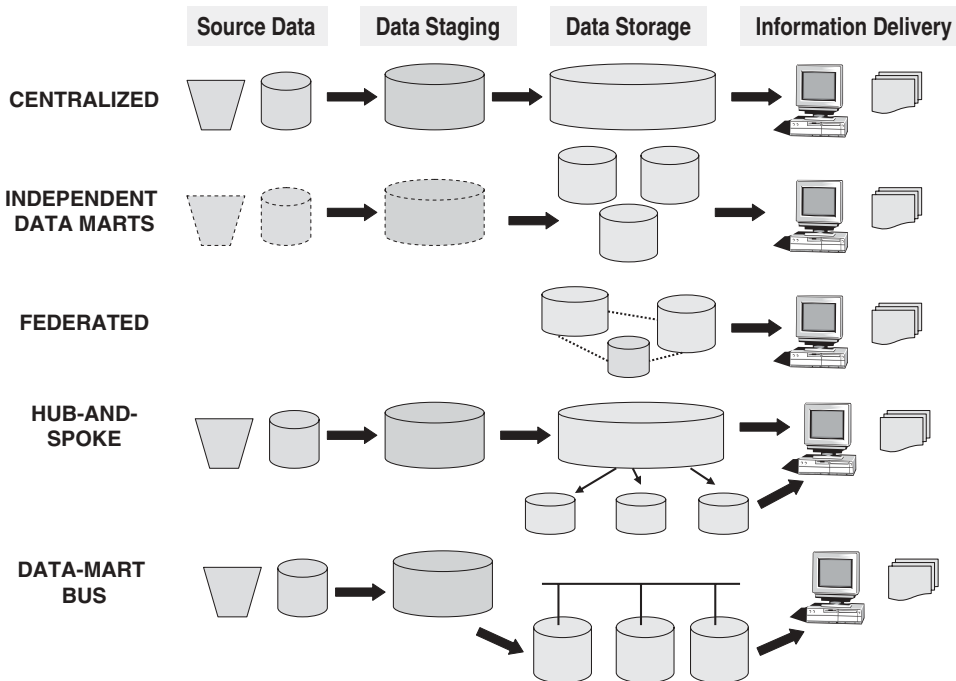 Source Data
Data Staging
Data Storage
Information Delivery
CENTRALIZED
INDEPENDENT
DATA MARTS
FEDERATED
HUB-AND-
SPOKE
DATA-MART
BUS